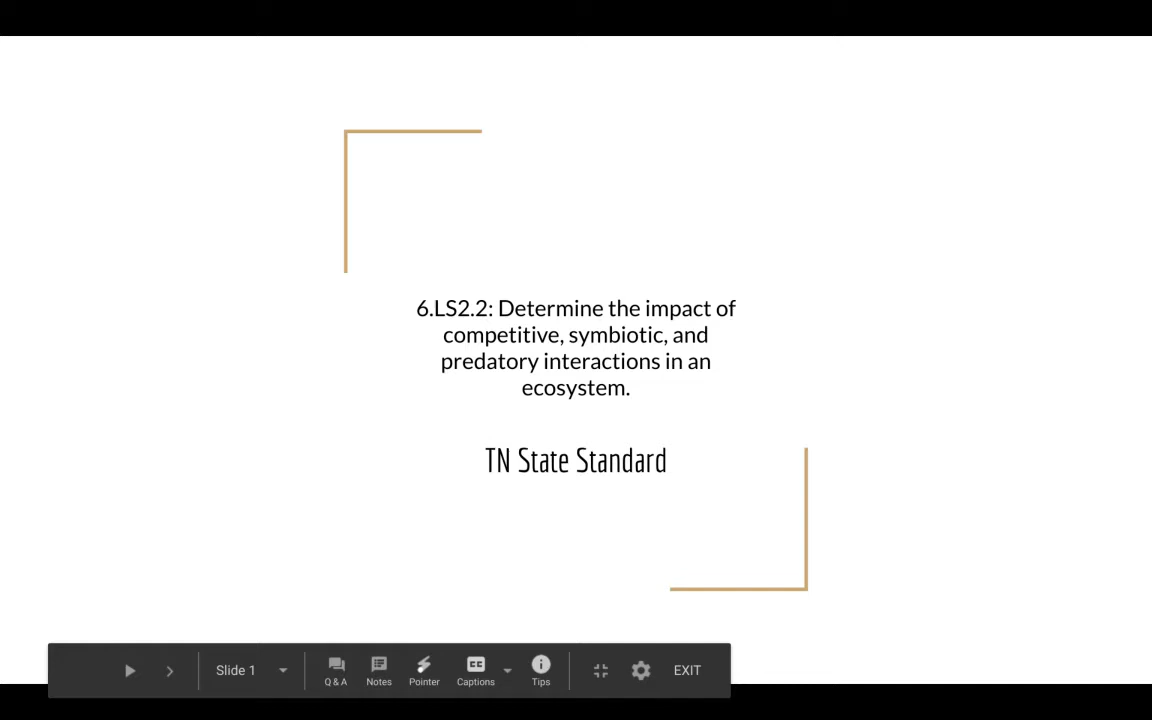 6.LS2.2: Determine the impact of
competitive, symbiotic, and
predatory interactions in an
ecosystem.
TN State Standard
Slide 1
Q & A
Notes
Pointer
CC
Captions
Tips
EXIT